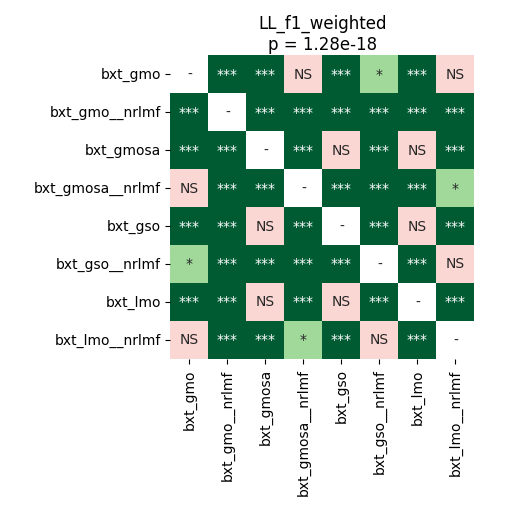 LL_f1_weighted
p = 1.28e-18
bxt_gmo - *** *** NS *** * *** NS
bxt_gmo__nrlmf *** - *** *** *** *** *** ***
bxt_gmosa *** *** - *** NS *** NS ***
bxt_gmosa__nrlmf NS *** *** - *** *** *** *
bxt_gso *** *** NS *** - *** NS ***
bxt_gso__nrlmf * *** *** *** *** - *** NS
bxt_lmo *** *** NS *** NS *** - ***
bxt_lmo__nrlmf NS *** *** * *** NS *** -
bxt_gmo
bxt_gmo__nrlmf
bxt_gmosa
bxt_gmosa__nrlmf
bxt_gso
bxt_gso__nrlmf
bxt_lmo
bxt_lmo__nrlmf